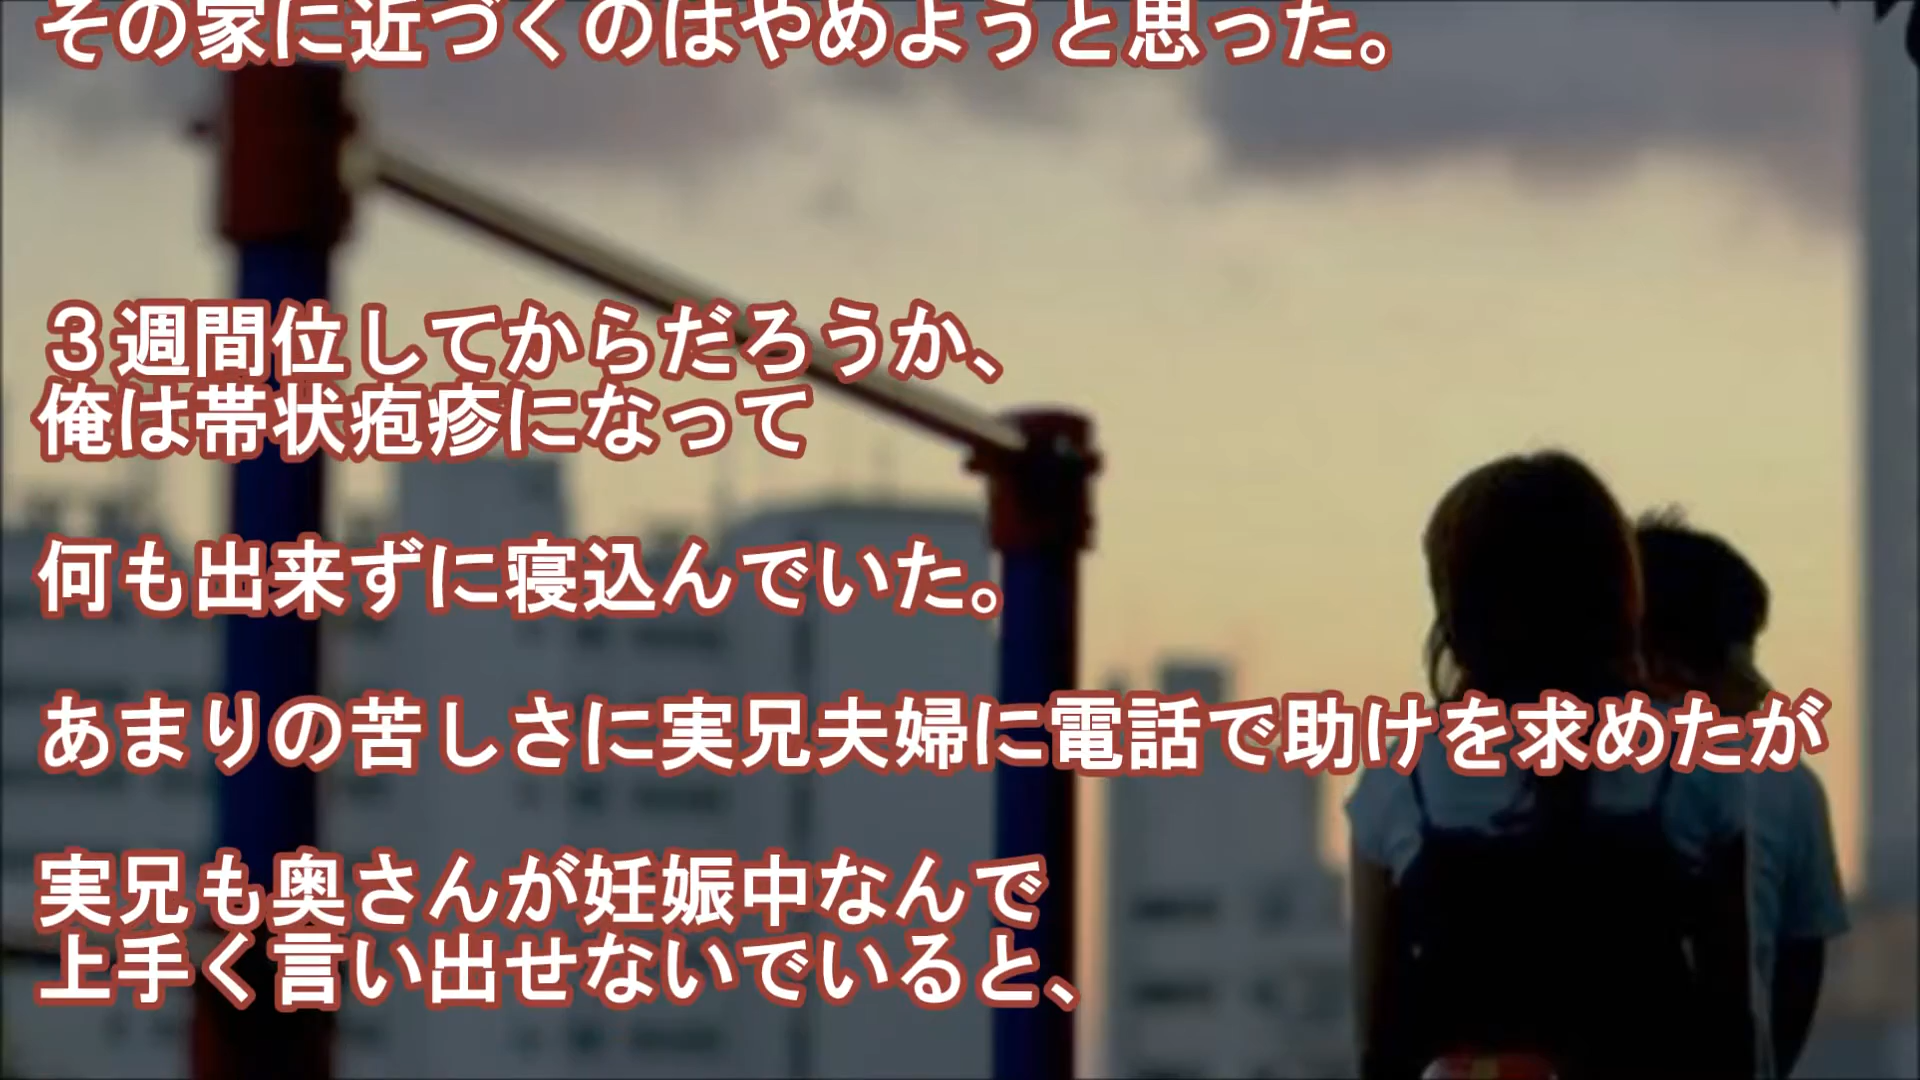 その家に近づくのはやめようと思った。
３週間位してからだろうか、
俺は帯状疱疹になって
何も出来ずに寝込んでいた。
あまりの苦しさに実兄夫婦に電話で助けを求めたが
実兄も奥さんが妊娠中なんで
上手く言い出せないでいると、